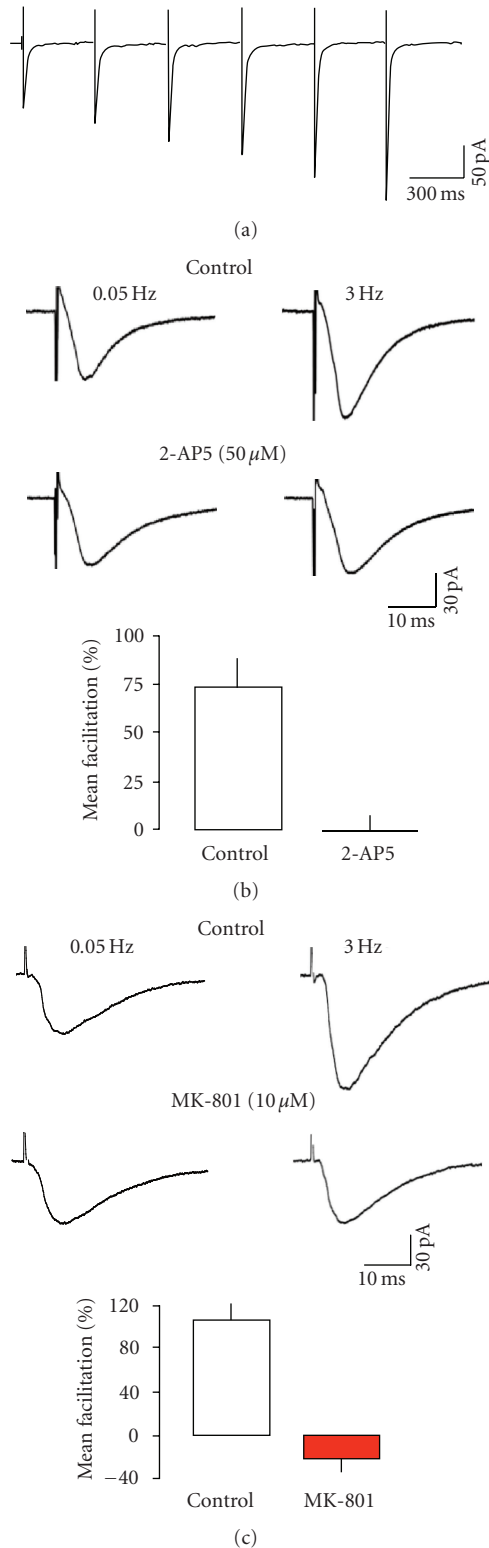 50 pA
300 ms
(a)
Control
0.05 Hz 3 Hz
2-AP5 (50 μM)
30 pA
10 ms
Mean facilitation (%)
100
75
50
25
0
Control 2-AP5
(b)
Control
0.05 Hz 3 Hz
MK-801 (10 μM)
30 pA
10 ms
Mean facilitation (%)
120
80
40
0
−40
Control MK-801
(c)